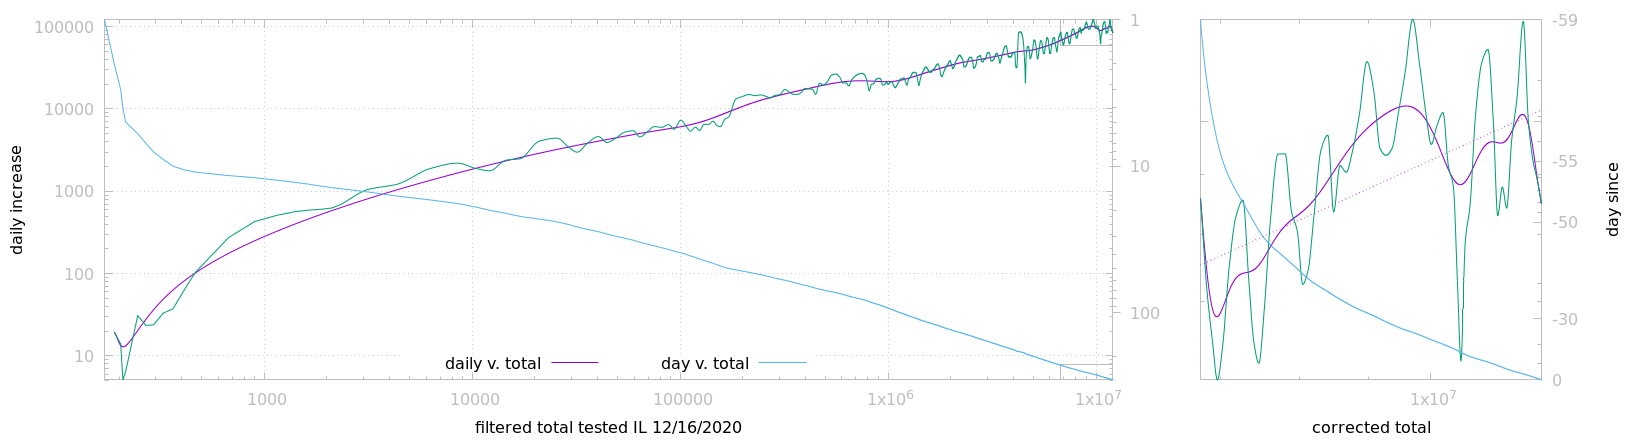 100000
10000
1000
100
10
daily increase
1000
10000
100000
1x10^6
1x10^7
filtered total tested IL 12/16/2020
daily v. total
day v. total
1
10
100
-59
-55
-50
-30
0
day since
1x10^7
corrected total